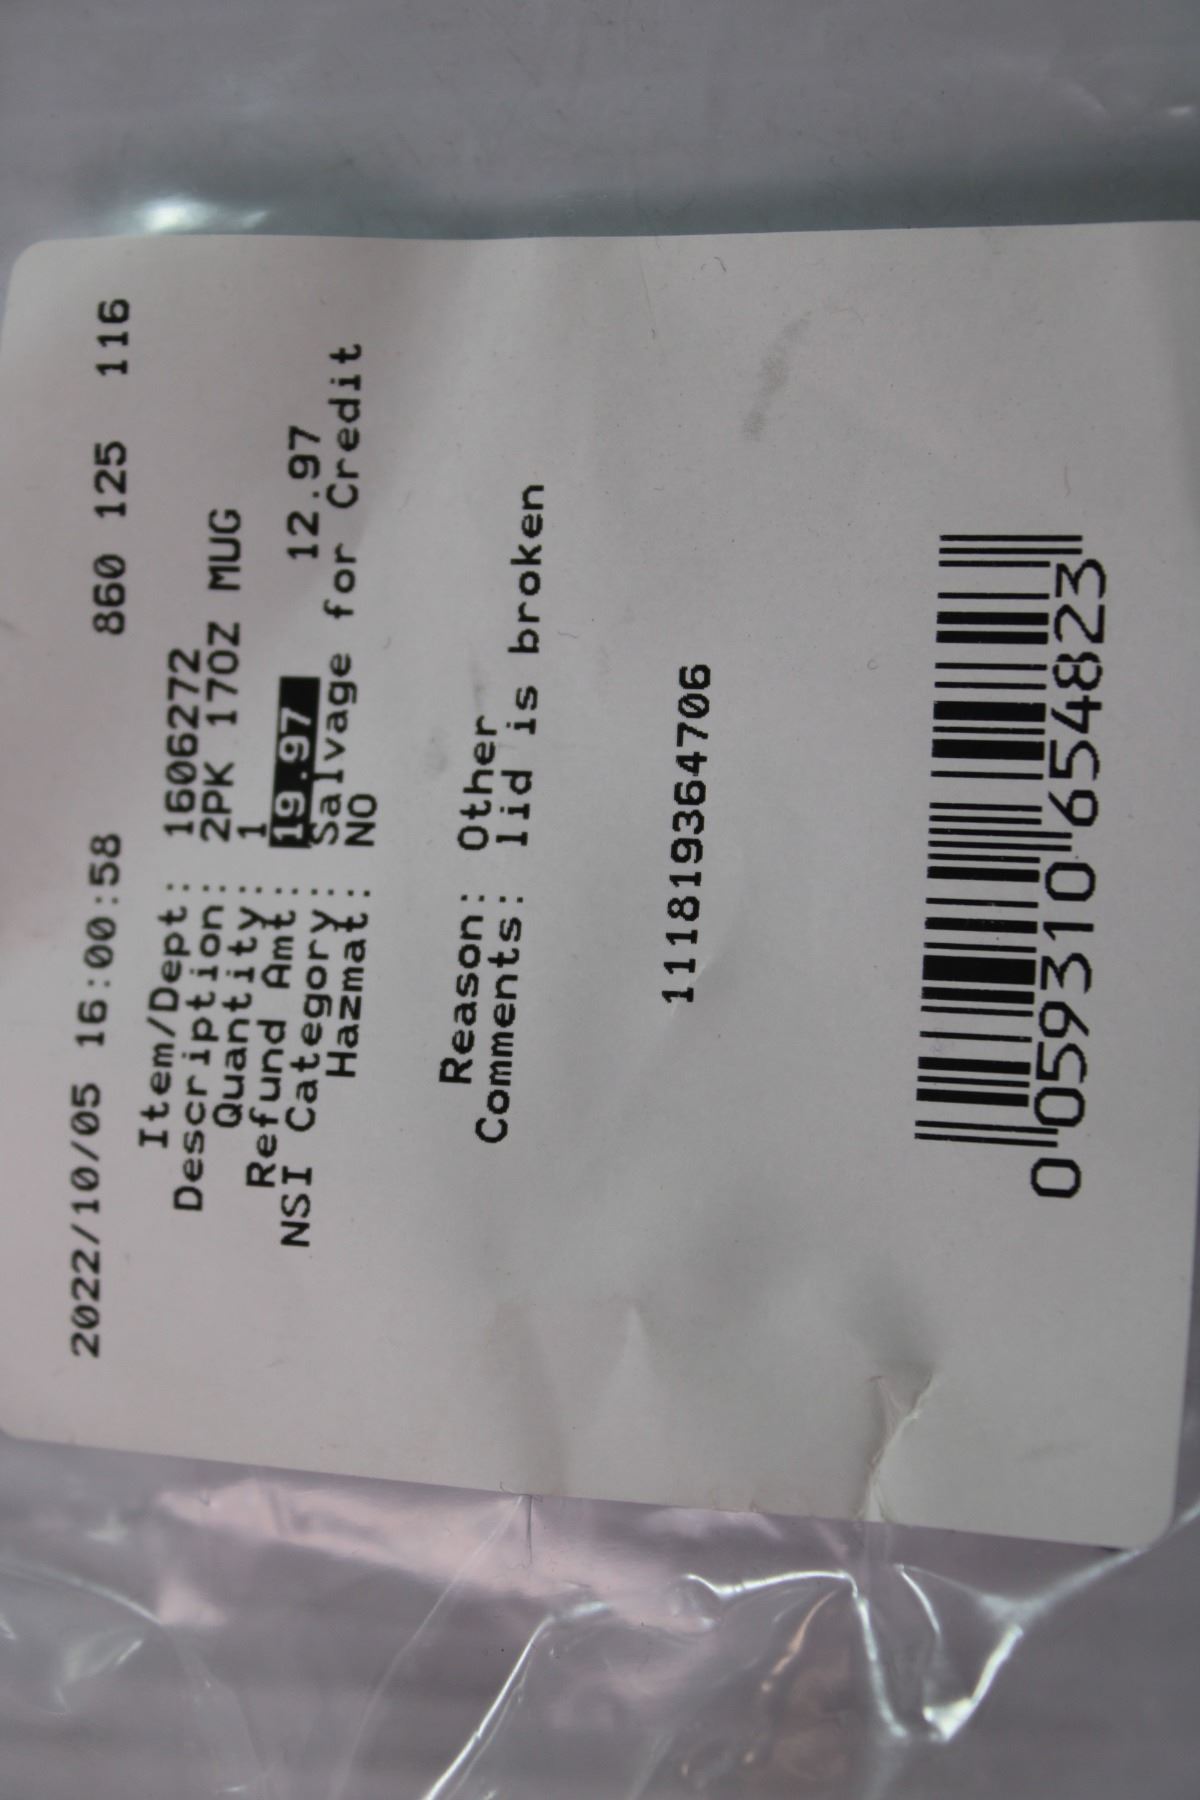 2022/10/05 16:00:58 860 125 116
Item/Dept: 1606272
Description: 2PK 17OZ MUG
Quantity: 1
Refund Amt: 19.97 12.97
NSI Category: Salvage for Credit
Hazmat: NO
Reason: Other
Comments: lid is broken
111819364706
0 059310 654823